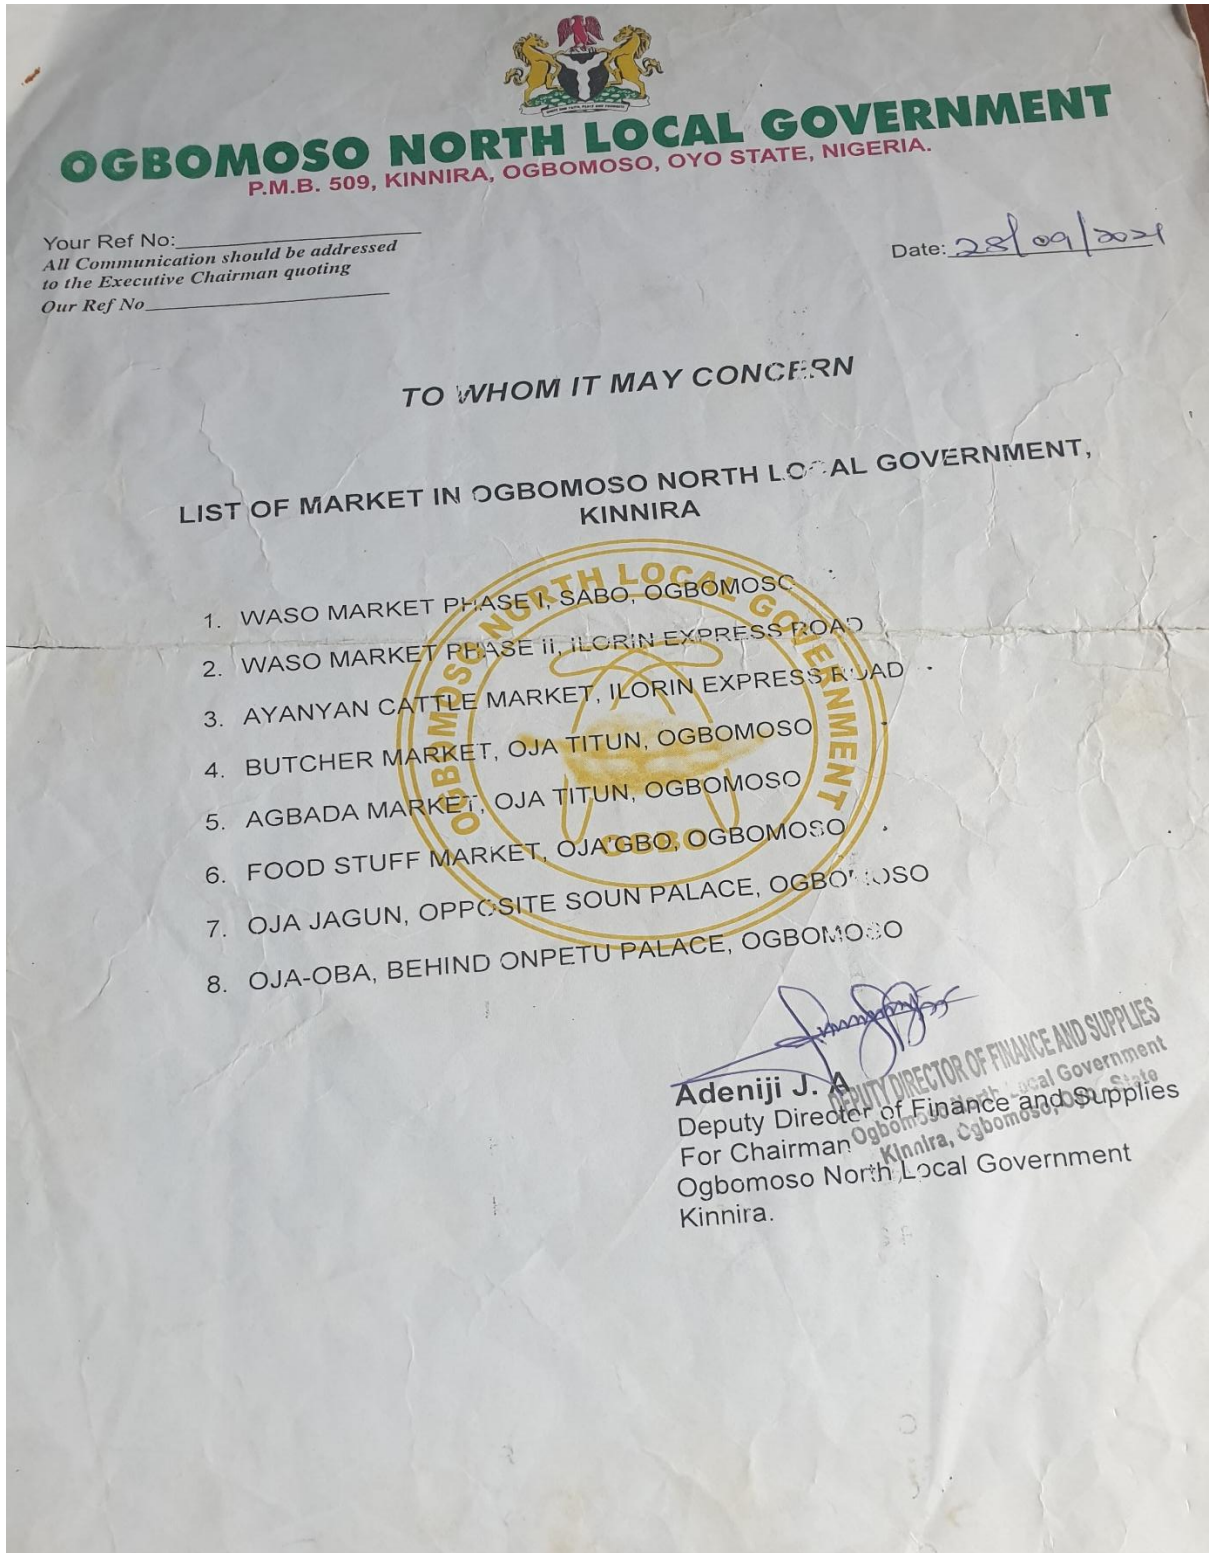 OGBOMOSO NORTH LOCAL GOVERNMENT
P.M.B. 509, KINNIRA, OGBOMOSO, OYO STATE, NIGERIA.
Your Ref No:
All Communication should be addressed
to the Executive Chairman quoting
Our Ref No
Date: 28/09/2021
TO WHOM IT MAY CONCERN
LIST OF MARKET IN OGBOMOSO NORTH LOCAL GOVERNMENT,
KINNIRA
OGBOMOSO NORTH LOCAL GOVERNMENT
1. WASO MARKET PHASE I, SABO, OGBOMOSO
2. WASO MARKET PHASE II, ILORIN EXPRESS ROAD
3. AYANYAN CATTLE MARKET, ILORIN EXPRESS ROAD
4. BUTCHER MARKET, OJA TITUN, OGBOMOSO
5. AGBADA MARKET, OJA TITUN, OGBOMOSO
6. FOOD STUFF MARKET, OJA'GBO, OGBOMOSO
7. OJA JAGUN, OPPOSITE SOUN PALACE, OGBOMOSO
8. OJA-OBA, BEHIND ONPETU PALACE, OGBOMOSO
Adeniji J. A
Deputy Director of Finance and Supplies
For Chairman
Ogbomoso North Local Government
Kinnira.
DEPUTY DIRECTOR OF FINANCE AND SUPPLIES
Ogbomoso North Local Government
Kinnira, Ogbomoso, Oyo State